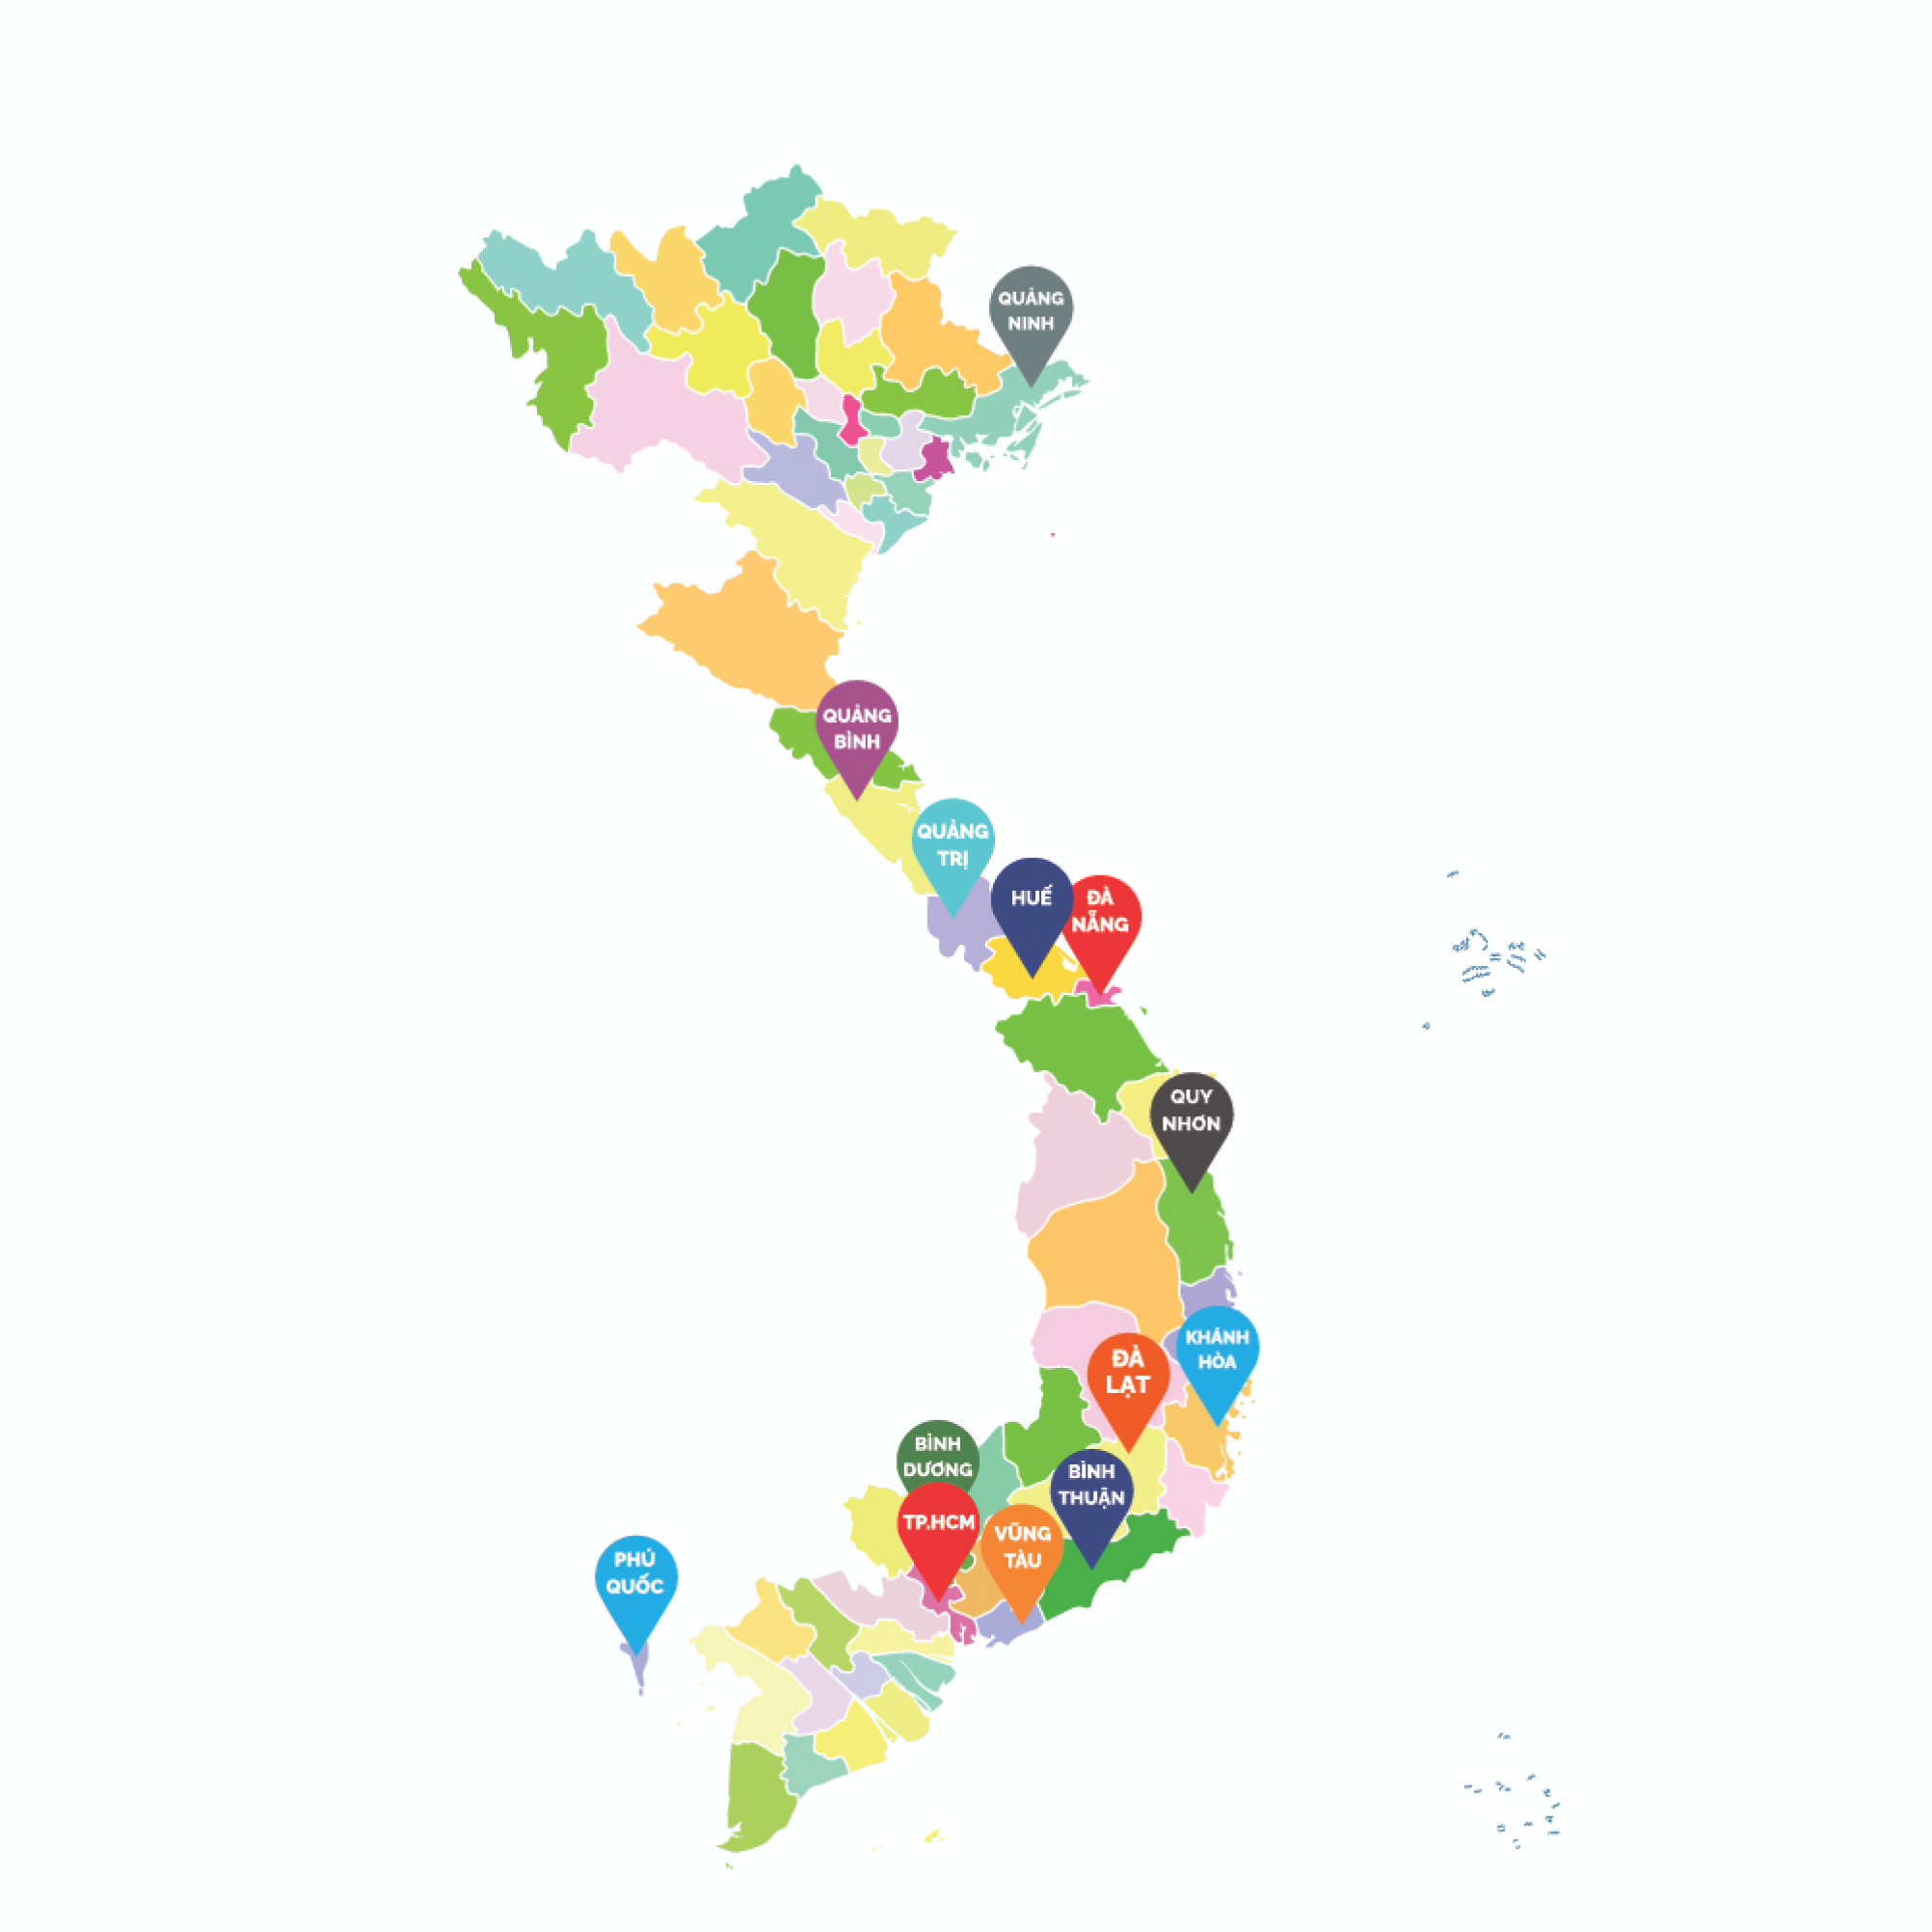 QUẢNG
NINH
QUẢNG
BÌNH
QUẢNG
TRỊ
HUẾ
ĐÀ
NẴNG
QUY
NHƠN
KHÁNH
HÒA
ĐÀ
LẠT
BÌNH
DƯƠNG
BÌNH
THUẬN
TP.HCM
VŨNG
TÀU
PHÚ
QUỐC